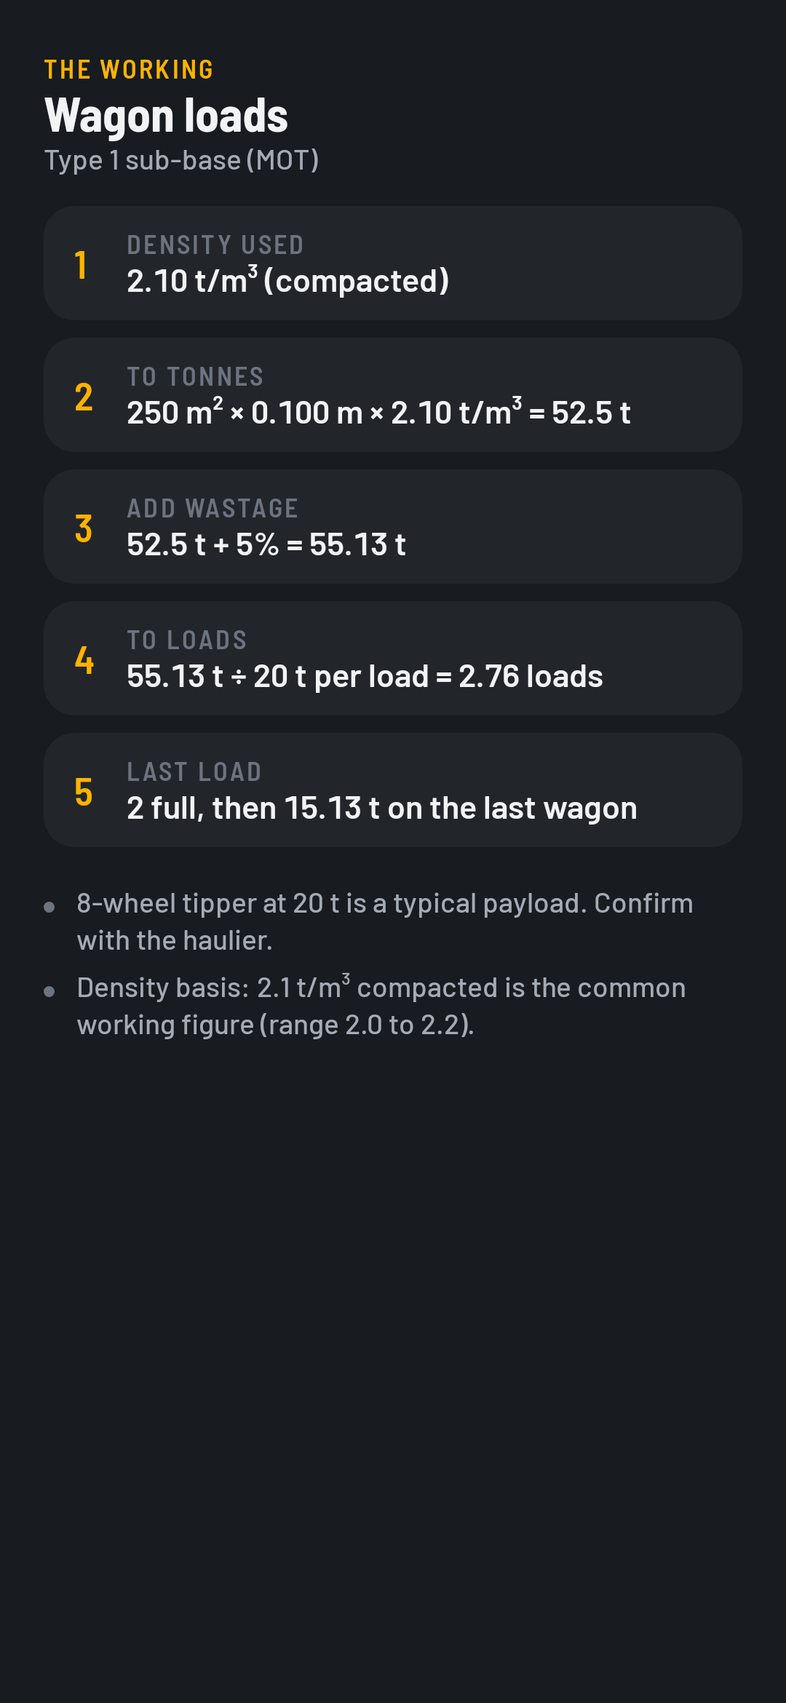 THE WORKING
Wagon loads
Type 1 sub-base (MOT)
1
DENSITY USED
2.10 t/m³ (compacted)
2
TO TONNES
250 m² × 0.100 m × 2.10 t/m³ = 52.5 t
3
ADD WASTAGE
52.5 t + 5% = 55.13 t
4
TO LOADS
55.13 t ÷ 20 t per load = 2.76 loads
5
LAST LOAD
2 full, then 15.13 t on the last wagon
• 8-wheel tipper at 20 t is a typical payload. Confirm
with the haulier.
• Density basis: 2.1 t/m³ compacted is the common
working figure (range 2.0 to 2.2).